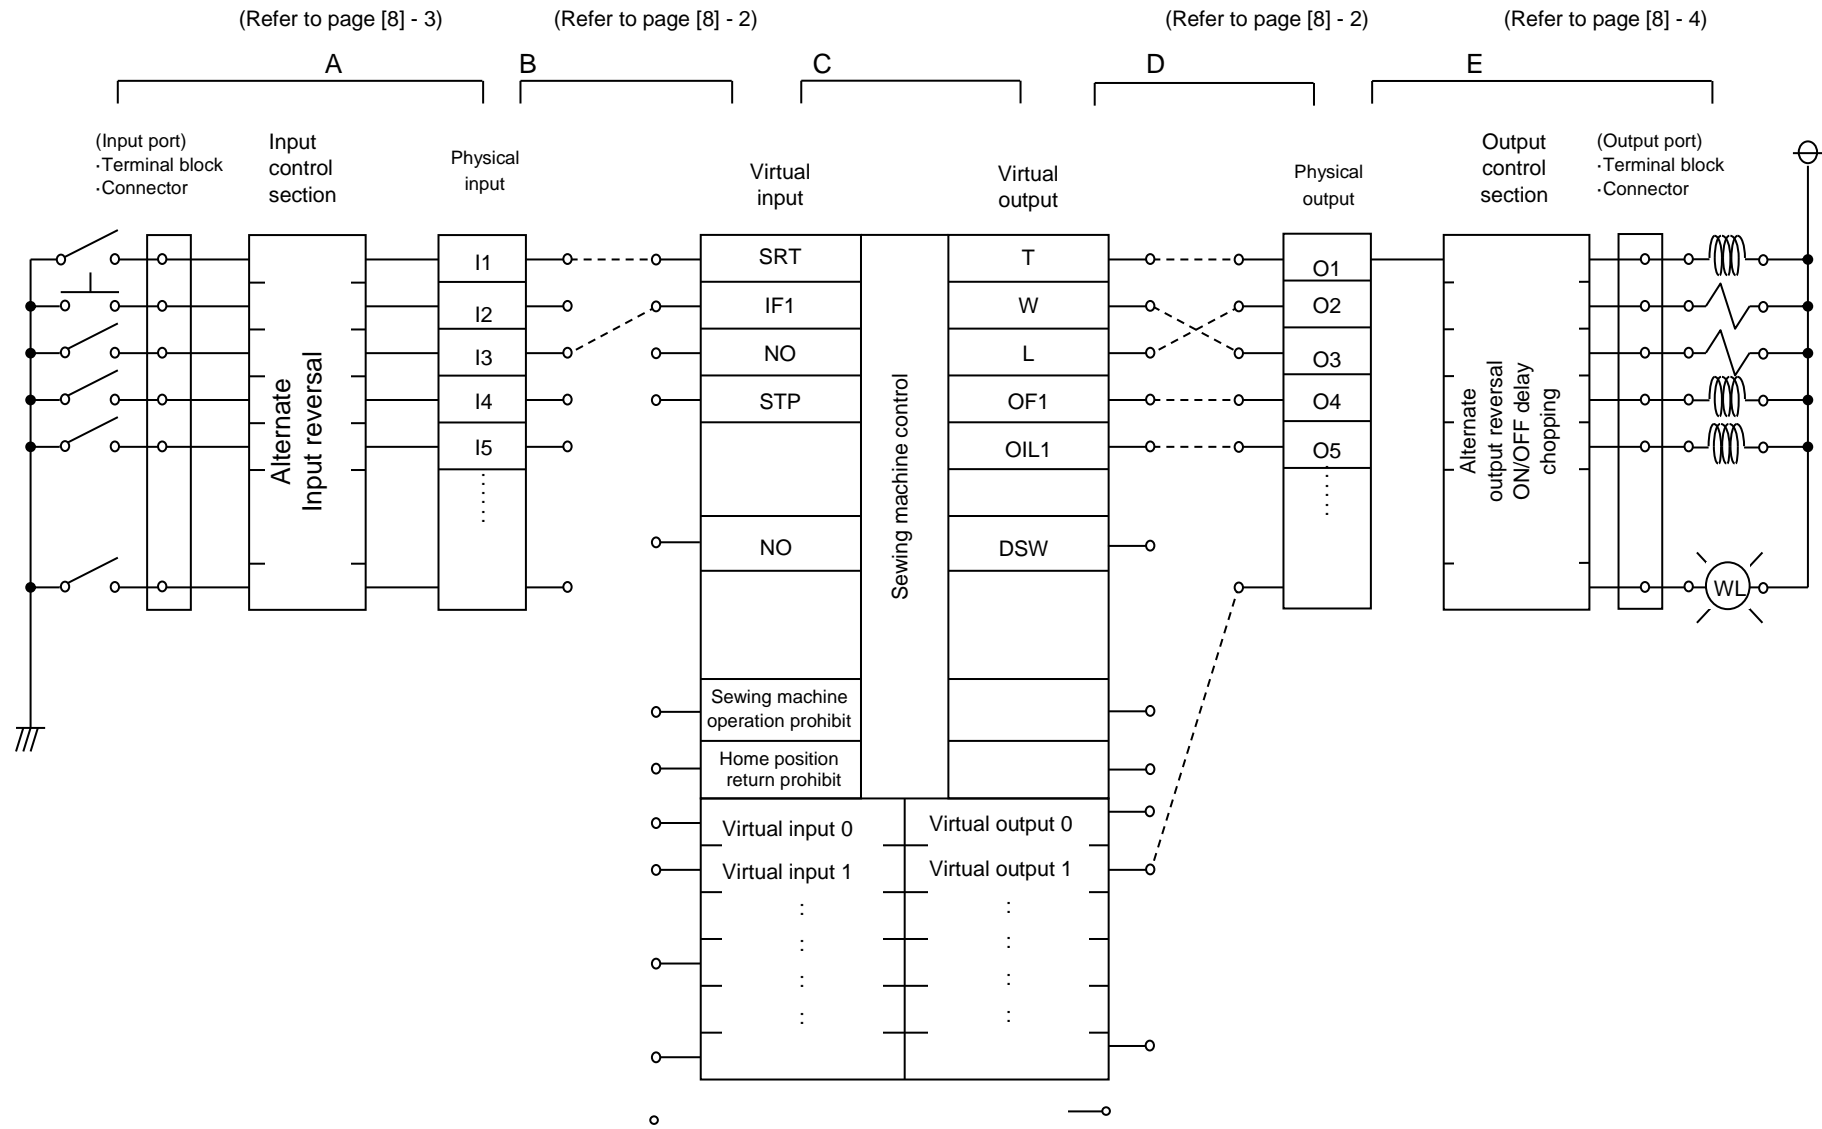 (Refer to page [8] - 3)
(Refer to page [8] - 2)
(Refer to page [8] - 2)
(Refer to page [8] - 4)
A
B
C
D
E
(Input port)
·Terminal block
·Connector
Input
control
section
Physical
input
Virtual
input
Virtual
output
Physical
output
Output
control
section
(Output port)
·Terminal block
·Connector
Alternate
Input reversal
I1
I2
I3
I4
I5
SRT
IF1
NO
STP
NO
Sewing machine
operation prohibit
Home position
return prohibit
Sewing machine control
T
W
L
OF1
OIL1
DSW
Virtual input 0
Virtual input 1
Virtual output 0
Virtual output 1
O1
O2
O3
O4
O5
Alternate
output reversal
ON/OFF delay
chopping
WL